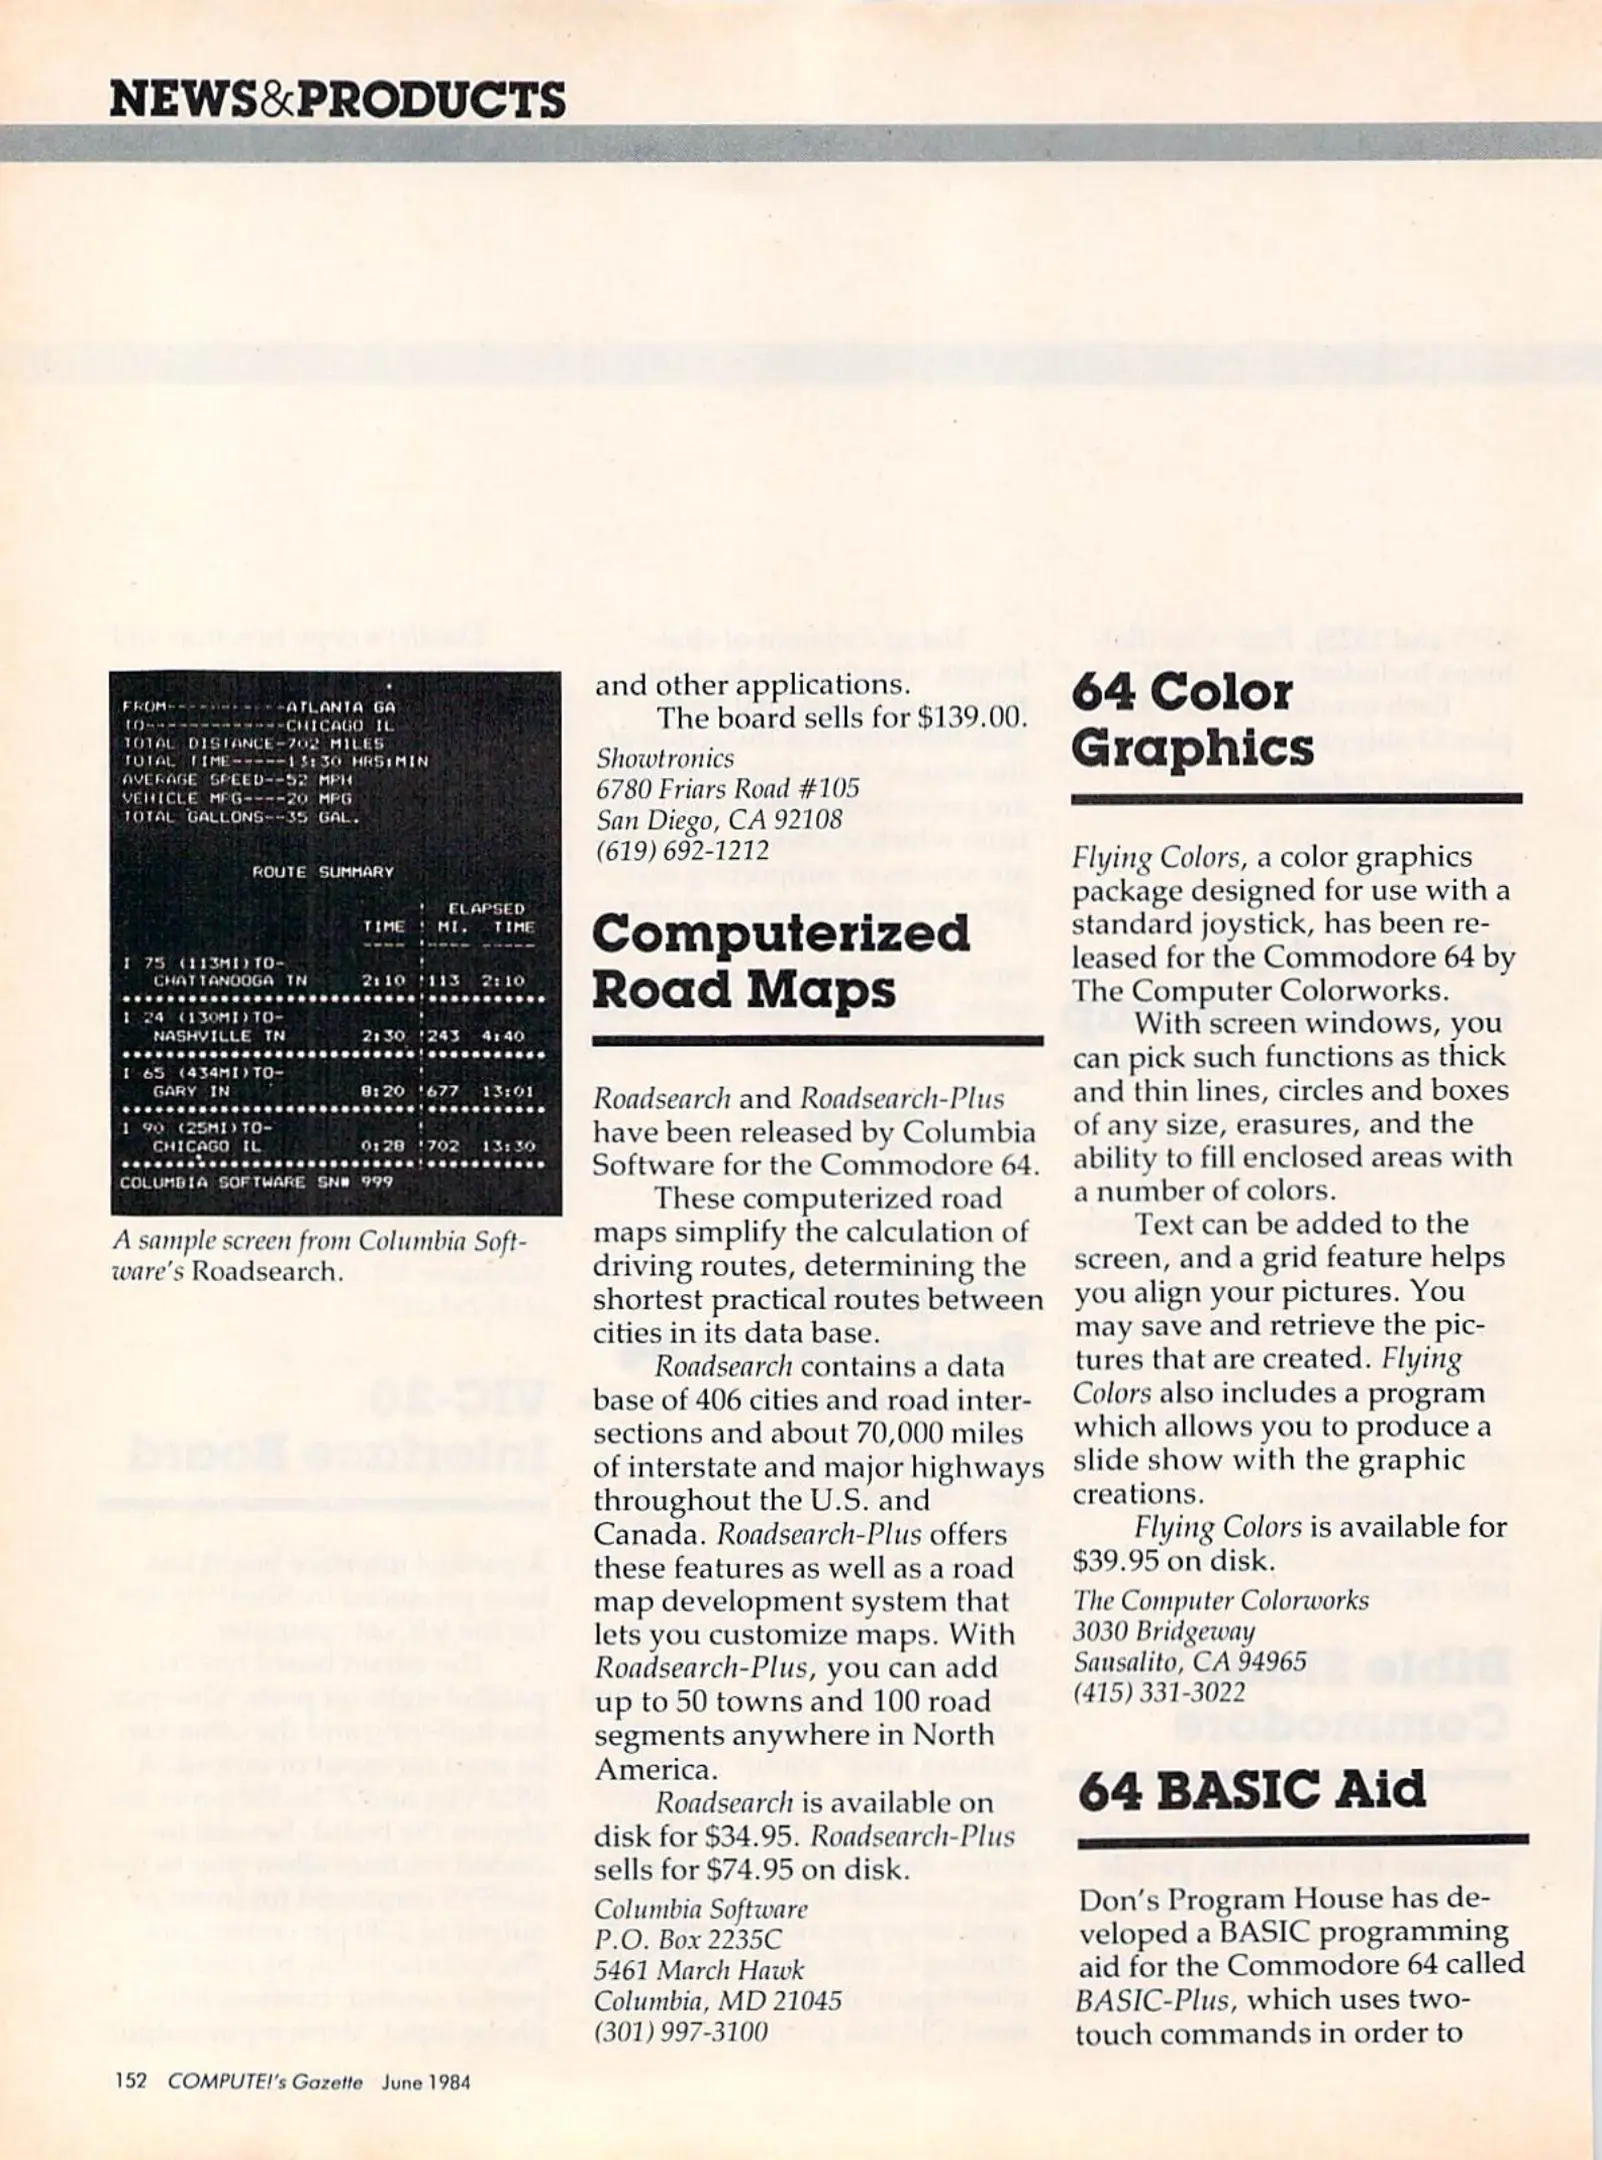 NEWS&PRODUCTS
FROM------------ATLANTA GA
TO--------------CHICAGO IL
TOTAL DISTANCE-702 MILES
TOTAL TIME-----13:30 HRS:MIN
AVERAGE SPEED--52 MPH
VEHICLE MPG----20 MPG
TOTAL GALLONS--35 GAL.
ROUTE SUMMARY
ELAPSED
TIME ! MI. TIME
I 75 (113MI)TO-
CHATTANOOGA TN 2:10 !113 2:10
I 24 (130MI)TO-
NASHVILLE TN 2:30 !243 4:40
I 65 (434MI)TO-
GARY IN 8:20 !677 13:01
I 90 (25MI)TO-
CHICAGO IL 0:28 !702 13:30
COLUMBIA SOFTWARE SN# 999
A sample screen from Columbia Soft-
ware's Roadsearch.
and other applications.
The board sells for $139.00.
Showtronics
6780 Friars Road #105
San Diego, CA 92108
(619) 692-1212
Computerized
Road Maps
Roadsearch and Roadsearch-Plus
have been released by Columbia
Software for the Commodore 64.
These computerized road
maps simplify the calculation of
driving routes, determining the
shortest practical routes between
cities in its data base.
Roadsearch contains a data
base of 406 cities and road inter-
sections and about 70,000 miles
of interstate and major highways
throughout the U.S. and
Canada. Roadsearch-Plus offers
these features as well as a road
map development system that
lets you customize maps. With
Roadsearch-Plus, you can add
up to 50 towns and 100 road
segments anywhere in North
America.
Roadsearch is available on
disk for $34.95. Roadsearch-Plus
sells for $74.95 on disk.
Columbia Software
P.O. Box 2235C
5461 March Hawk
Columbia, MD 21045
(301) 997-3100
64 Color
Graphics
Flying Colors, a color graphics
package designed for use with a
standard joystick, has been re-
leased for the Commodore 64 by
The Computer Colorworks.
With screen windows, you
can pick such functions as thick
and thin lines, circles and boxes
of any size, erasures, and the
ability to fill enclosed areas with
a number of colors.
Text can be added to the
screen, and a grid feature helps
you align your pictures. You
may save and retrieve the pic-
tures that are created. Flying
Colors also includes a program
which allows you to produce a
slide show with the graphic
creations.
Flying Colors is available for
$39.95 on disk.
The Computer Colorworks
3030 Bridgeway
Sausalito, CA 94965
(415) 331-3022
64 BASIC Aid
Don's Program House has de-
veloped a BASIC programming
aid for the Commodore 64 called
BASIC-Plus, which uses two-
touch commands in order to
152 COMPUTE!'s Gazette June 1984